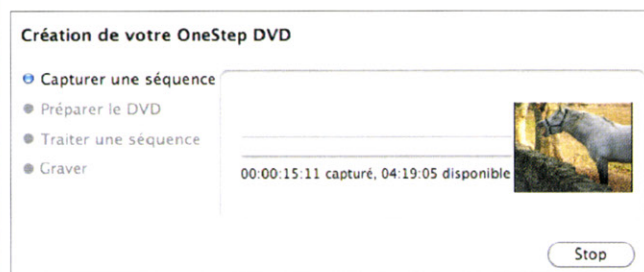 Création de votre OneStep DVD
Capturer une séquence
Préparer le DVD
Traiter une séquence
Graver
00:00:15:11 capturé, 04:19:05 disponible
Stop